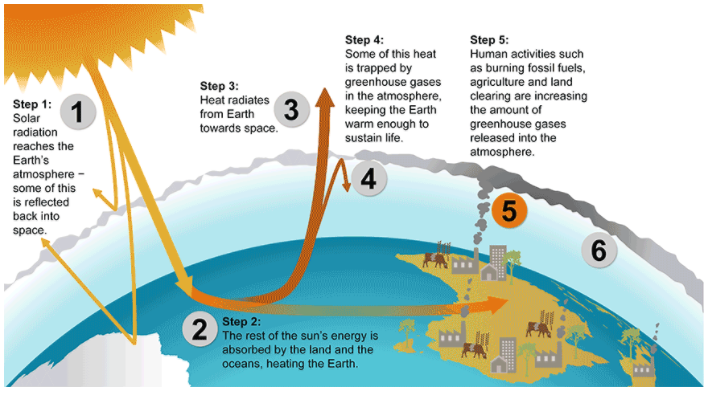 Step 1:
Solar
radiation
reaches the
Earth's
atmosphere –
some of this
is reflected
back into
space.
1
2
Step 2:
The rest of the sun's energy is
absorbed by the land and the
oceans, heating the Earth.
Step 3:
Heat radiates
from Earth
towards space.
3
Step 4:
Some of this heat
is trapped by
greenhouse gases
in the atmosphere,
keeping the Earth
warm enough to
sustain life.
4
Step 5:
Human activities such
as burning fossil fuels,
agriculture and land
clearing are increasing
the amount of
greenhouse gases
released into the
atmosphere.
5
6